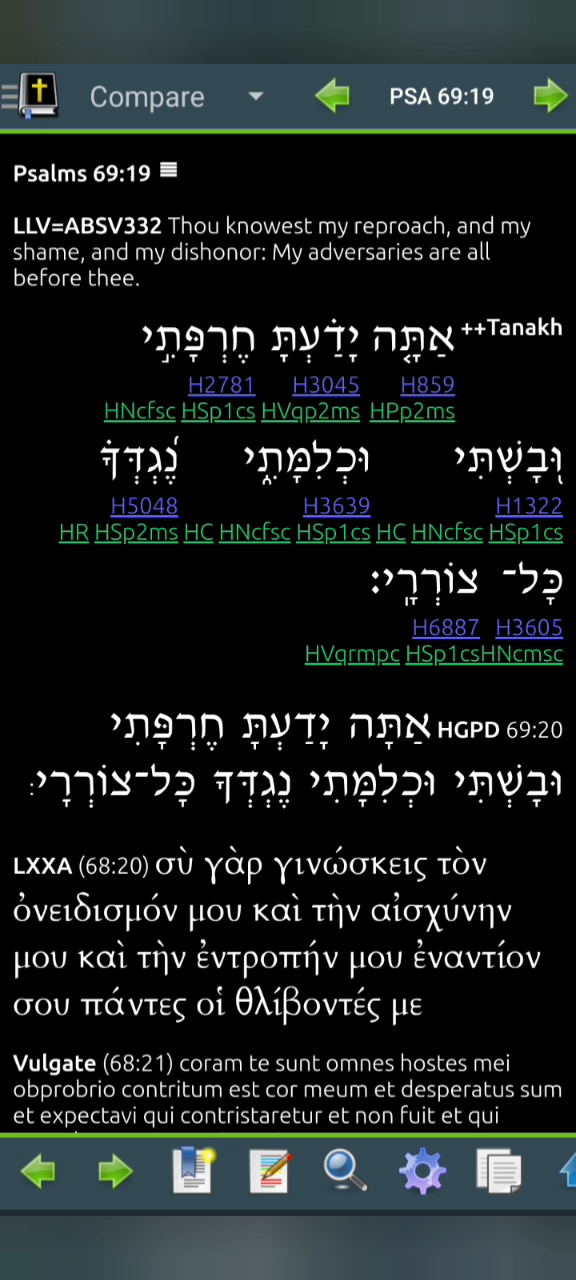 Compare
PSA 69:19
Psalms 69:19
LLV=ABSV332 Thou knowest my reproach, and my
shame, and my dishonor: My adversaries are all
before thee.
++Tanakh אַתָּ֤ה יָדַ֗עְתָּ חֶרְפָּתִ֣י
H2781 H3045 H859
HNcfsc HSp1cs HVqp2ms HPp2ms
וּ֭בָשְׁתִּי וּכְלִמָּתִ֑י נֶ֝גְדְּךָ֗
H5048 H3639 H1322
HR HSp2ms HC HNcfsc HSp1cs HC HNcfsc HSp1cs
כָּל־ צוֹרְרָֽי׃
H6887 H3605
HVqrmpc HSp1csHNcmsc
HGPD 69:20 אַתָּה יָדַעְתָּ חֶרְפָּתִי
וּבָשְׁתִּי וּכְלִמָּתִי נֶגְדְּךָ כָּל־צוֹרְרָי׃
LXXA (68:20) σὺ γὰρ γινώσκεις τὸν
ὀνειδισμόν μου καὶ τὴν αἰσχύνην
μου καὶ τὴν ἐντροπήν μου ἐναντίον
σου πάντες οἱ θλίβοντές με
Vulgate (68:21) coram te sunt omnes hostes mei
obprobrio contritum est cor meum et desperatus sum
et expectavi qui contristaretur et non fuit et qui